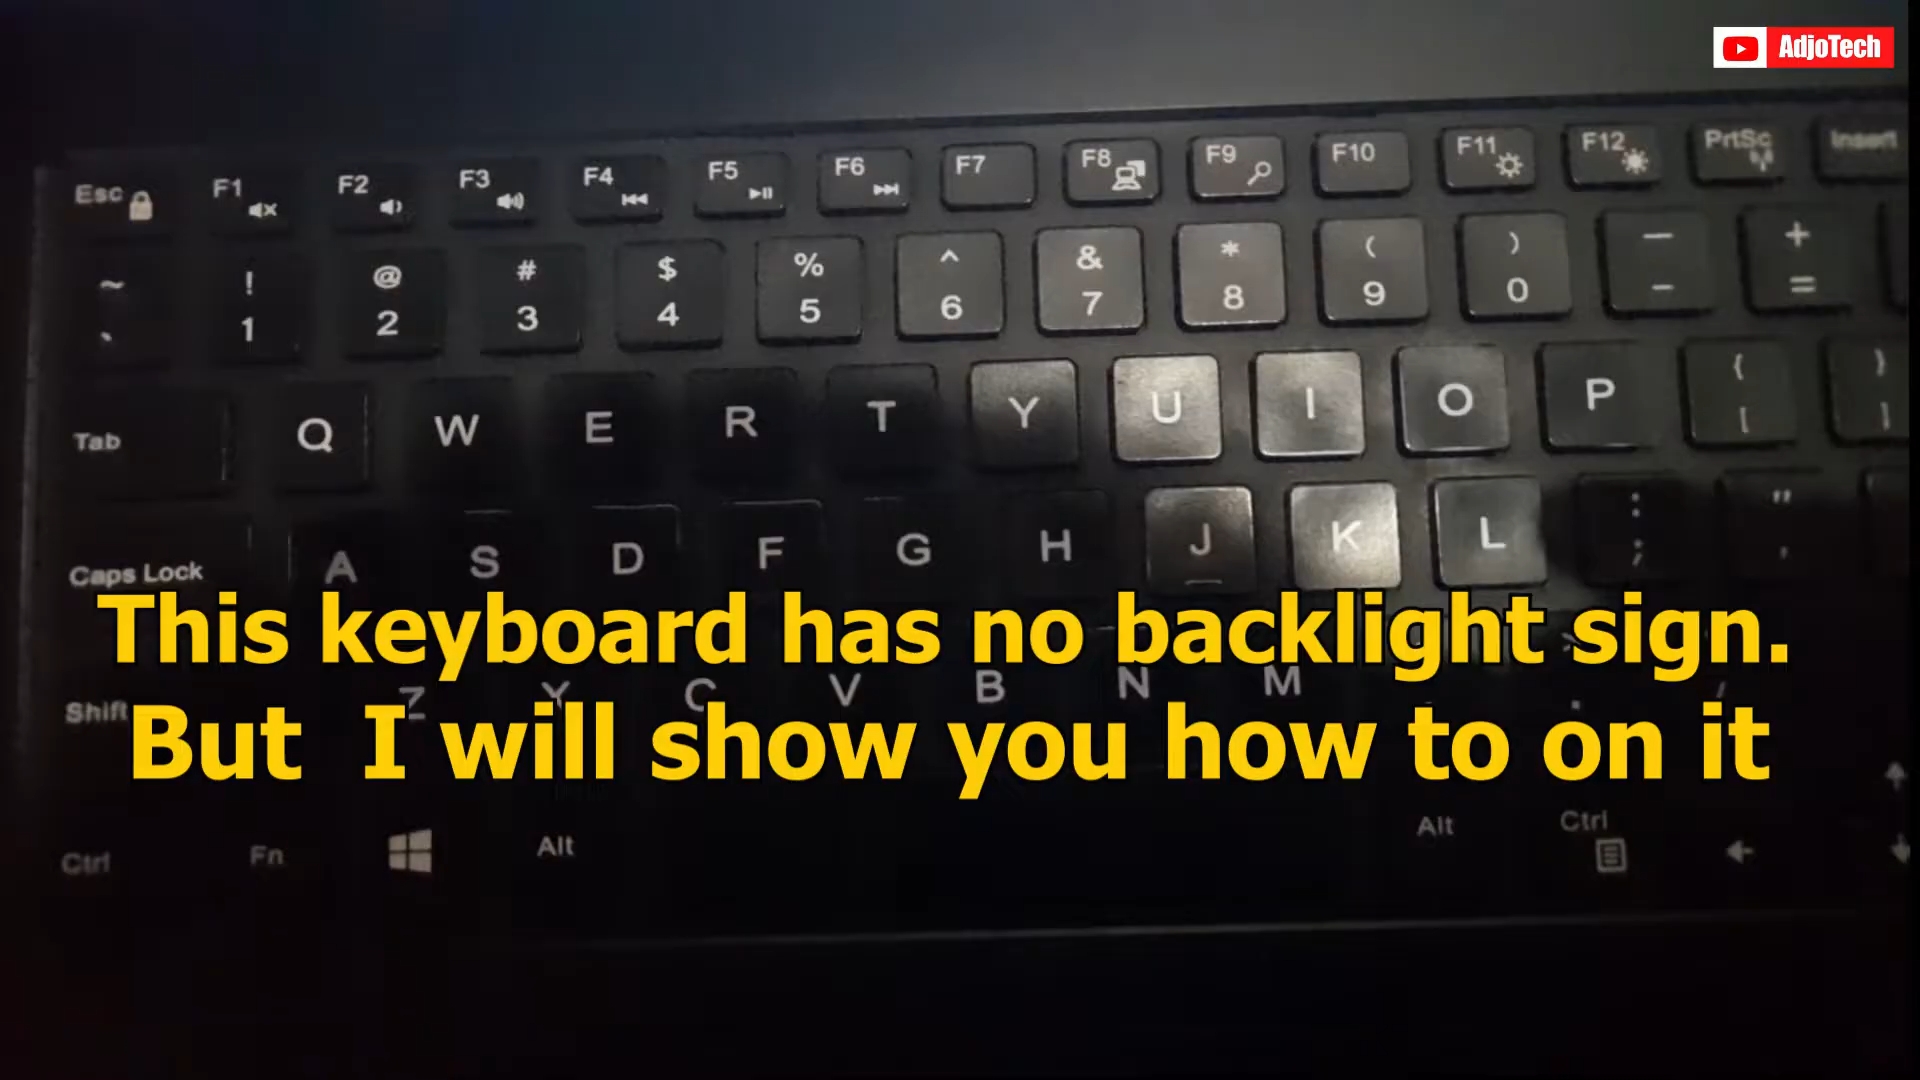 AdjoTech
Esc F1 F2 F3 F4 F5 F6 F7 F8 F9 F10 F11 F12 PrtSc Insert
~ ! @ # $ % ^ & * ( ) — +
` 1 2 3 4 5 6 7 8 9 0 - =
Tab Q W E R T Y U I O P { [ } ]
Caps Lock A S D F G H J K L : ; " '
This keyboard has no backlight sign.
Shift Z C V B N M
But I will show you how to on it
Ctrl Fn Alt Alt Ctrl